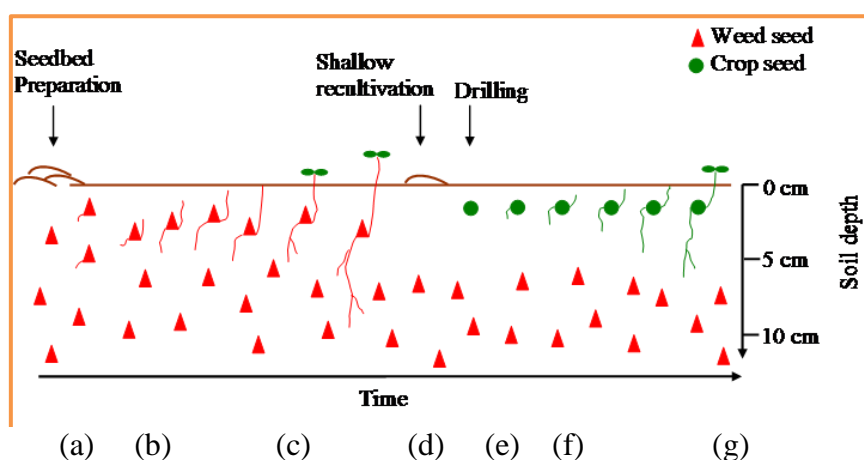 Weed seed
Crop seed
Seedbed
Preparation
Shallow
recultivation
Drilling
0 cm
5 cm
10 cm
Soil depth
Time
(a) (b) (c) (d) (e) (f) (g)